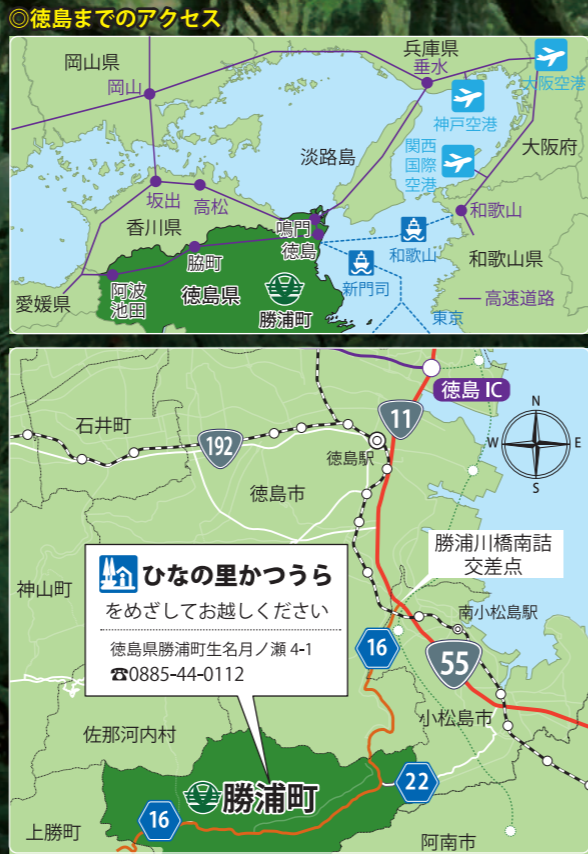 ◎徳島までのアクセス
岡山県
兵庫県
岡山
垂水
大阪空港
神戸空港
淡路島
関西
国際
空港
大阪府
坂出
高松
香川県
鳴門
徳島
和歌山
和歌山
脇町
和歌山県
阿波
池田
徳島県
新門司
愛媛県
勝浦町
高速道路
東京
徳島 IC
石井町
11
N
W
E
S
192
徳島駅
徳島市
勝浦川橋南詰
交差点
ひなの里かつうら
をめざしてお越しください
徳島県勝浦町生名月ノ瀬 4-1
☎0885-44-0112
神山町
南小松島駅
16
55
小松島市
佐那河内村
勝浦町
22
16
上勝町
阿南市